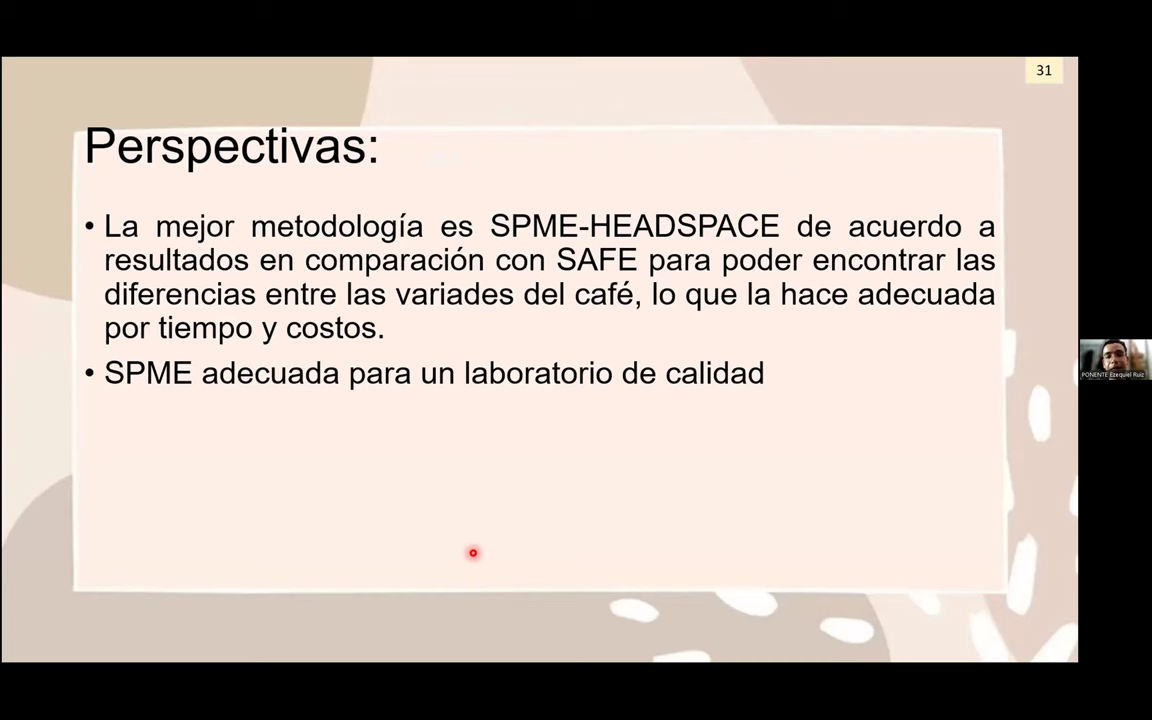 31
Perspectivas:
• La mejor metodología es SPME-HEADSPACE de acuerdo a
resultados en comparación con SAFE para poder encontrar las
diferencias entre las variades del café, lo que la hace adecuada
por tiempo y costos.
• SPME adecuada para un laboratorio de calidad
PONENTE Ezequiel Ruiz